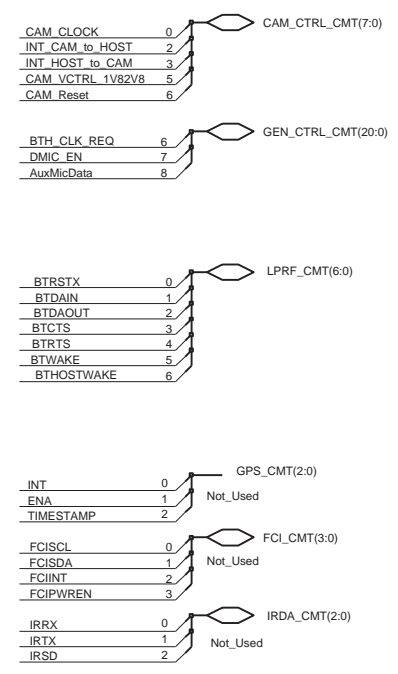 CAM_CTRL_CMT(7:0)
CAM_CLOCK 0
INT_CAM_to_HOST 2
INT_HOST_to_CAM 3
CAM_VCTRL_1V82V8 5
CAM_Reset 6
GEN_CTRL_CMT(20:0)
BTH_CLK_REQ 6
DMIC_EN 7
AuxMicData 8
LPRF_CMT(6:0)
BTRSTX 0
BTDAIN 1
BTDAOUT 2
BTCTS 3
BTRTS 4
BTWAKE 5
BTHOSTWAKE 6
GPS_CMT(2:0)
INT 0
ENA 1 Not_Used
TIMESTAMP 2
FCI_CMT(3:0)
FCISCL 0
FCISDA 1 Not_Used
FCIINT 2
FCIPWREN 3
IRDA_CMT(2:0)
IRRX 0
IRTX 1 Not_Used
IRSD 2